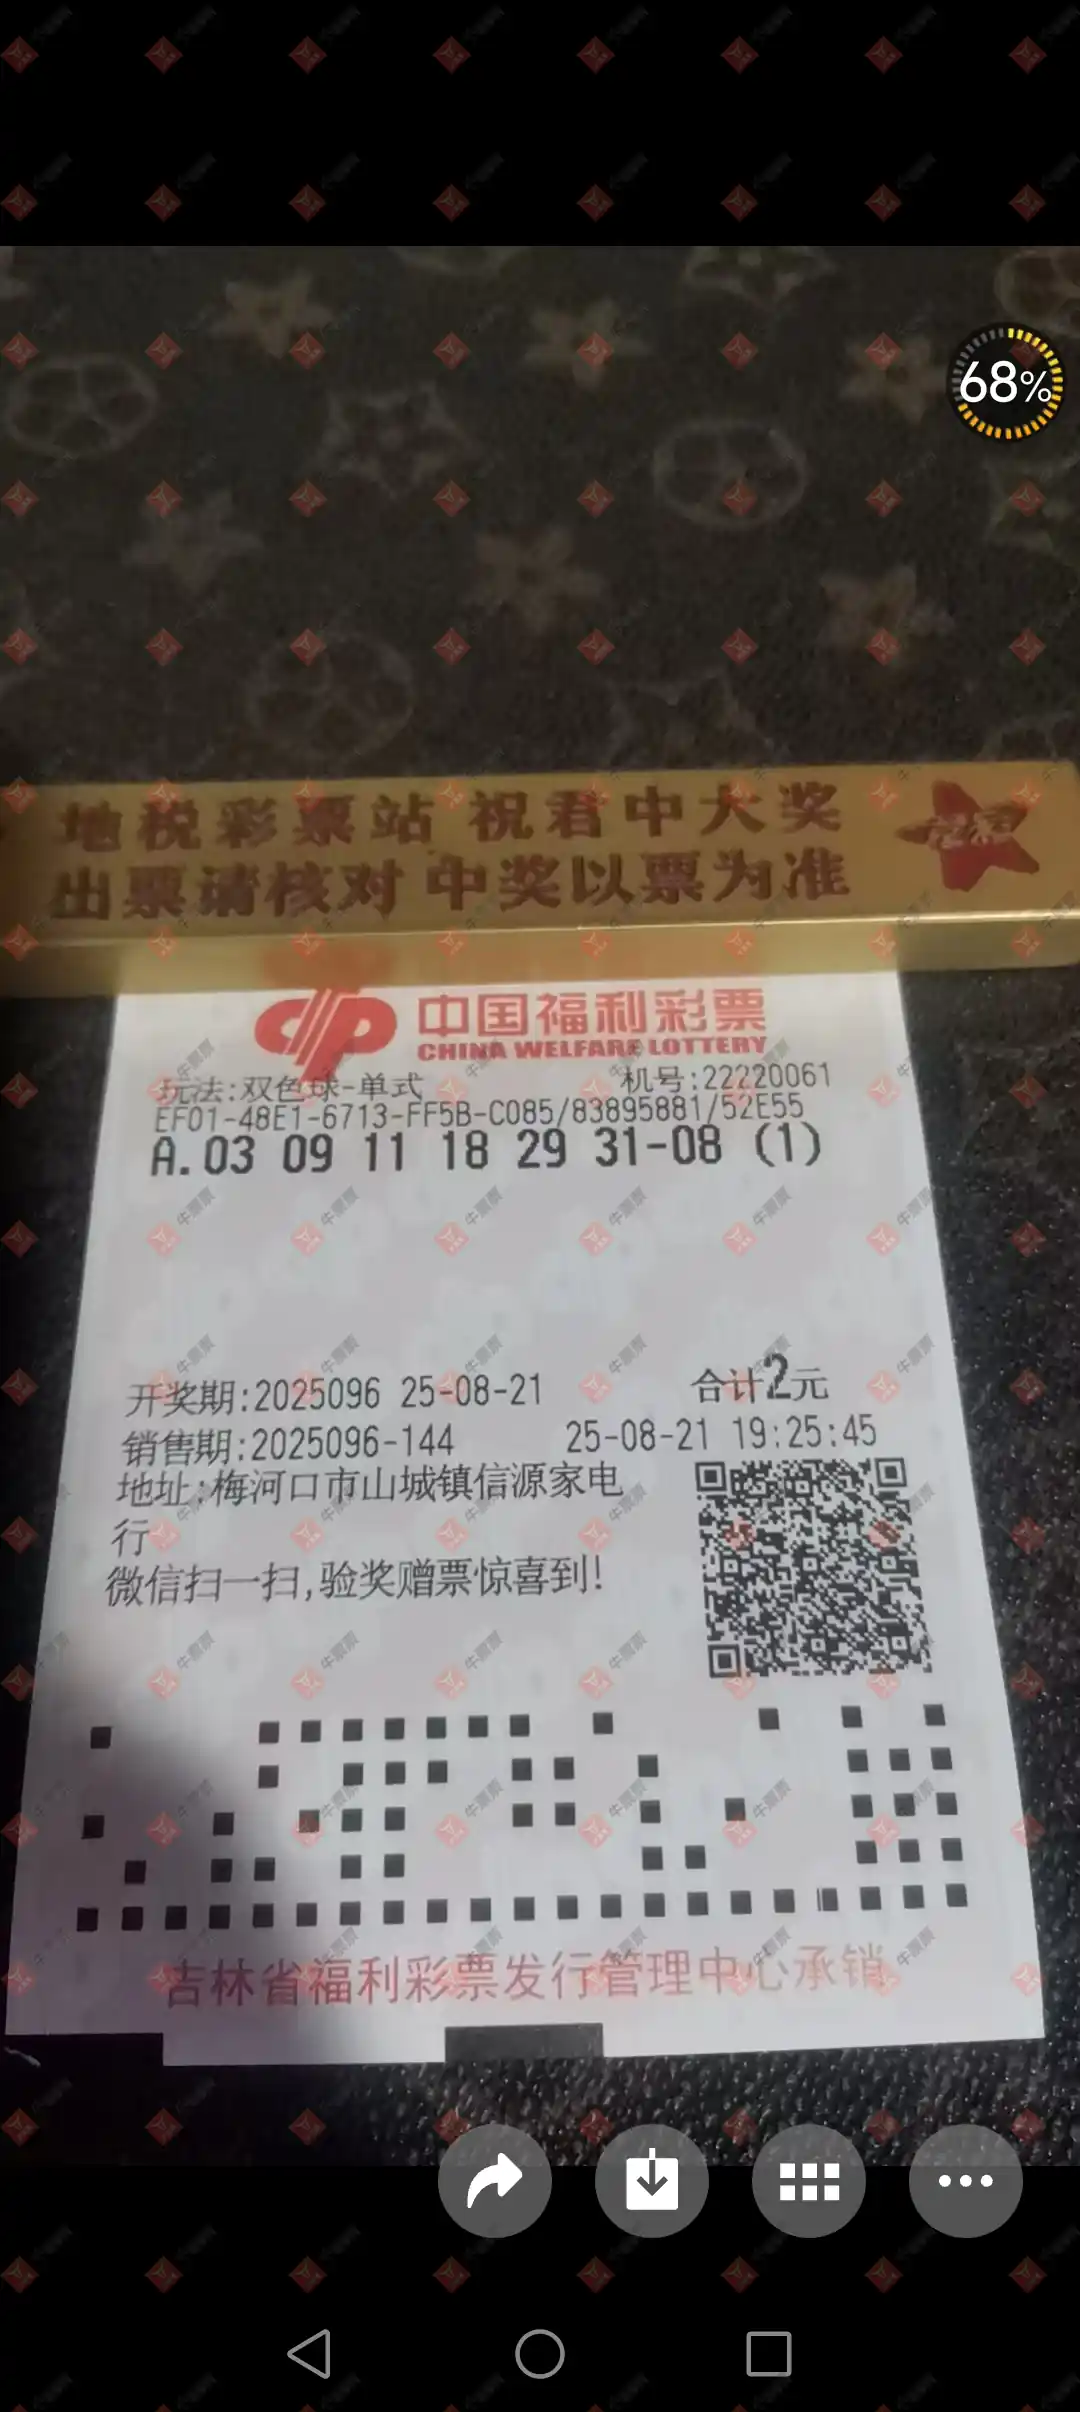 68%
地税彩票站 祝君中大奖
出票请核对 中奖以票为准
中国福利彩票
CHINA WELFARE LOTTERY
玩法:双色球-单式 机号:22220061
EF01-48E1-6713-FF5B-C085/83895881/52E55
A.03 09 11 18 29 31-08 (1)
开奖期:2025096 25-08-21 合计2元
销售期:2025096-144 25-08-21 19:25:45
地址:梅河口市山城镇信源家电
行
微信扫一扫,验奖赠票惊喜到!
吉林省福利彩票发行管理中心承销
牛票票